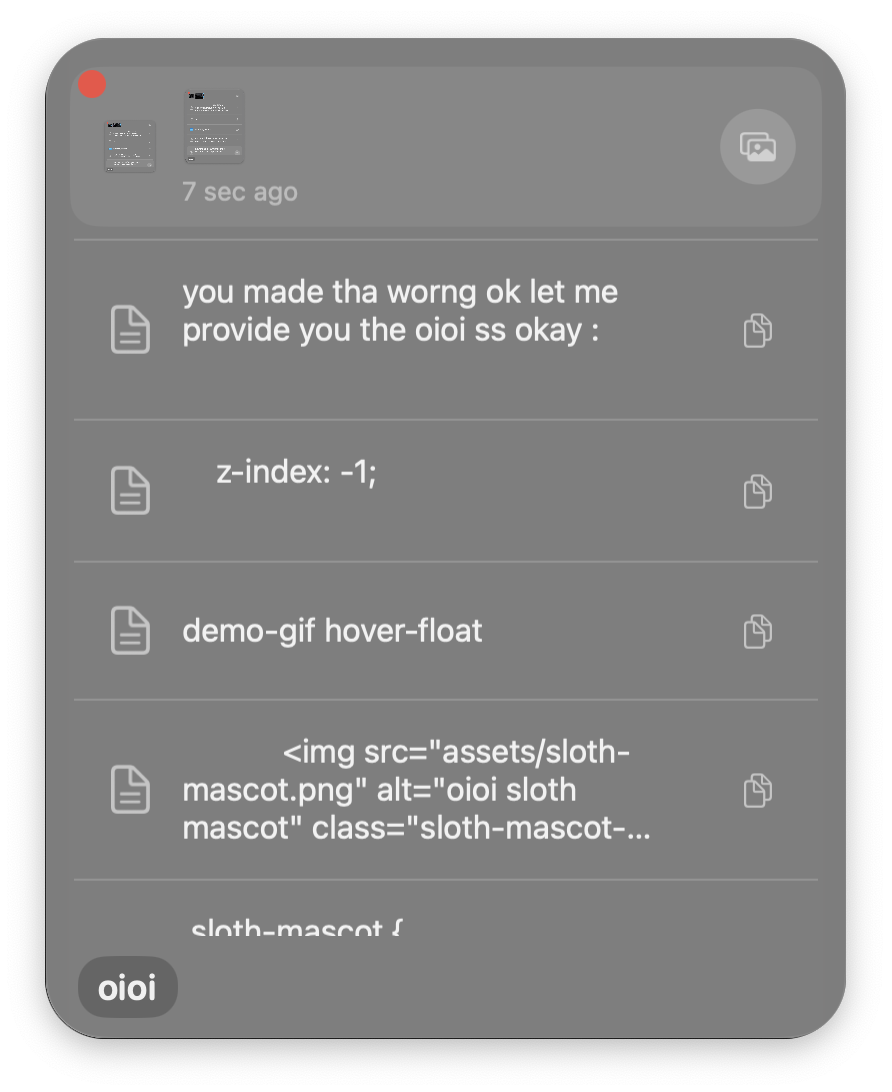 7 sec ago
you made tha worng ok let me
provide you the oioi ss okay :
z-index: -1;
demo-gif hover-float
<img src="assets/sloth-
mascot.png" alt="oioi sloth
mascot" class="sloth-mascot-...
sloth-mascot {
oioi